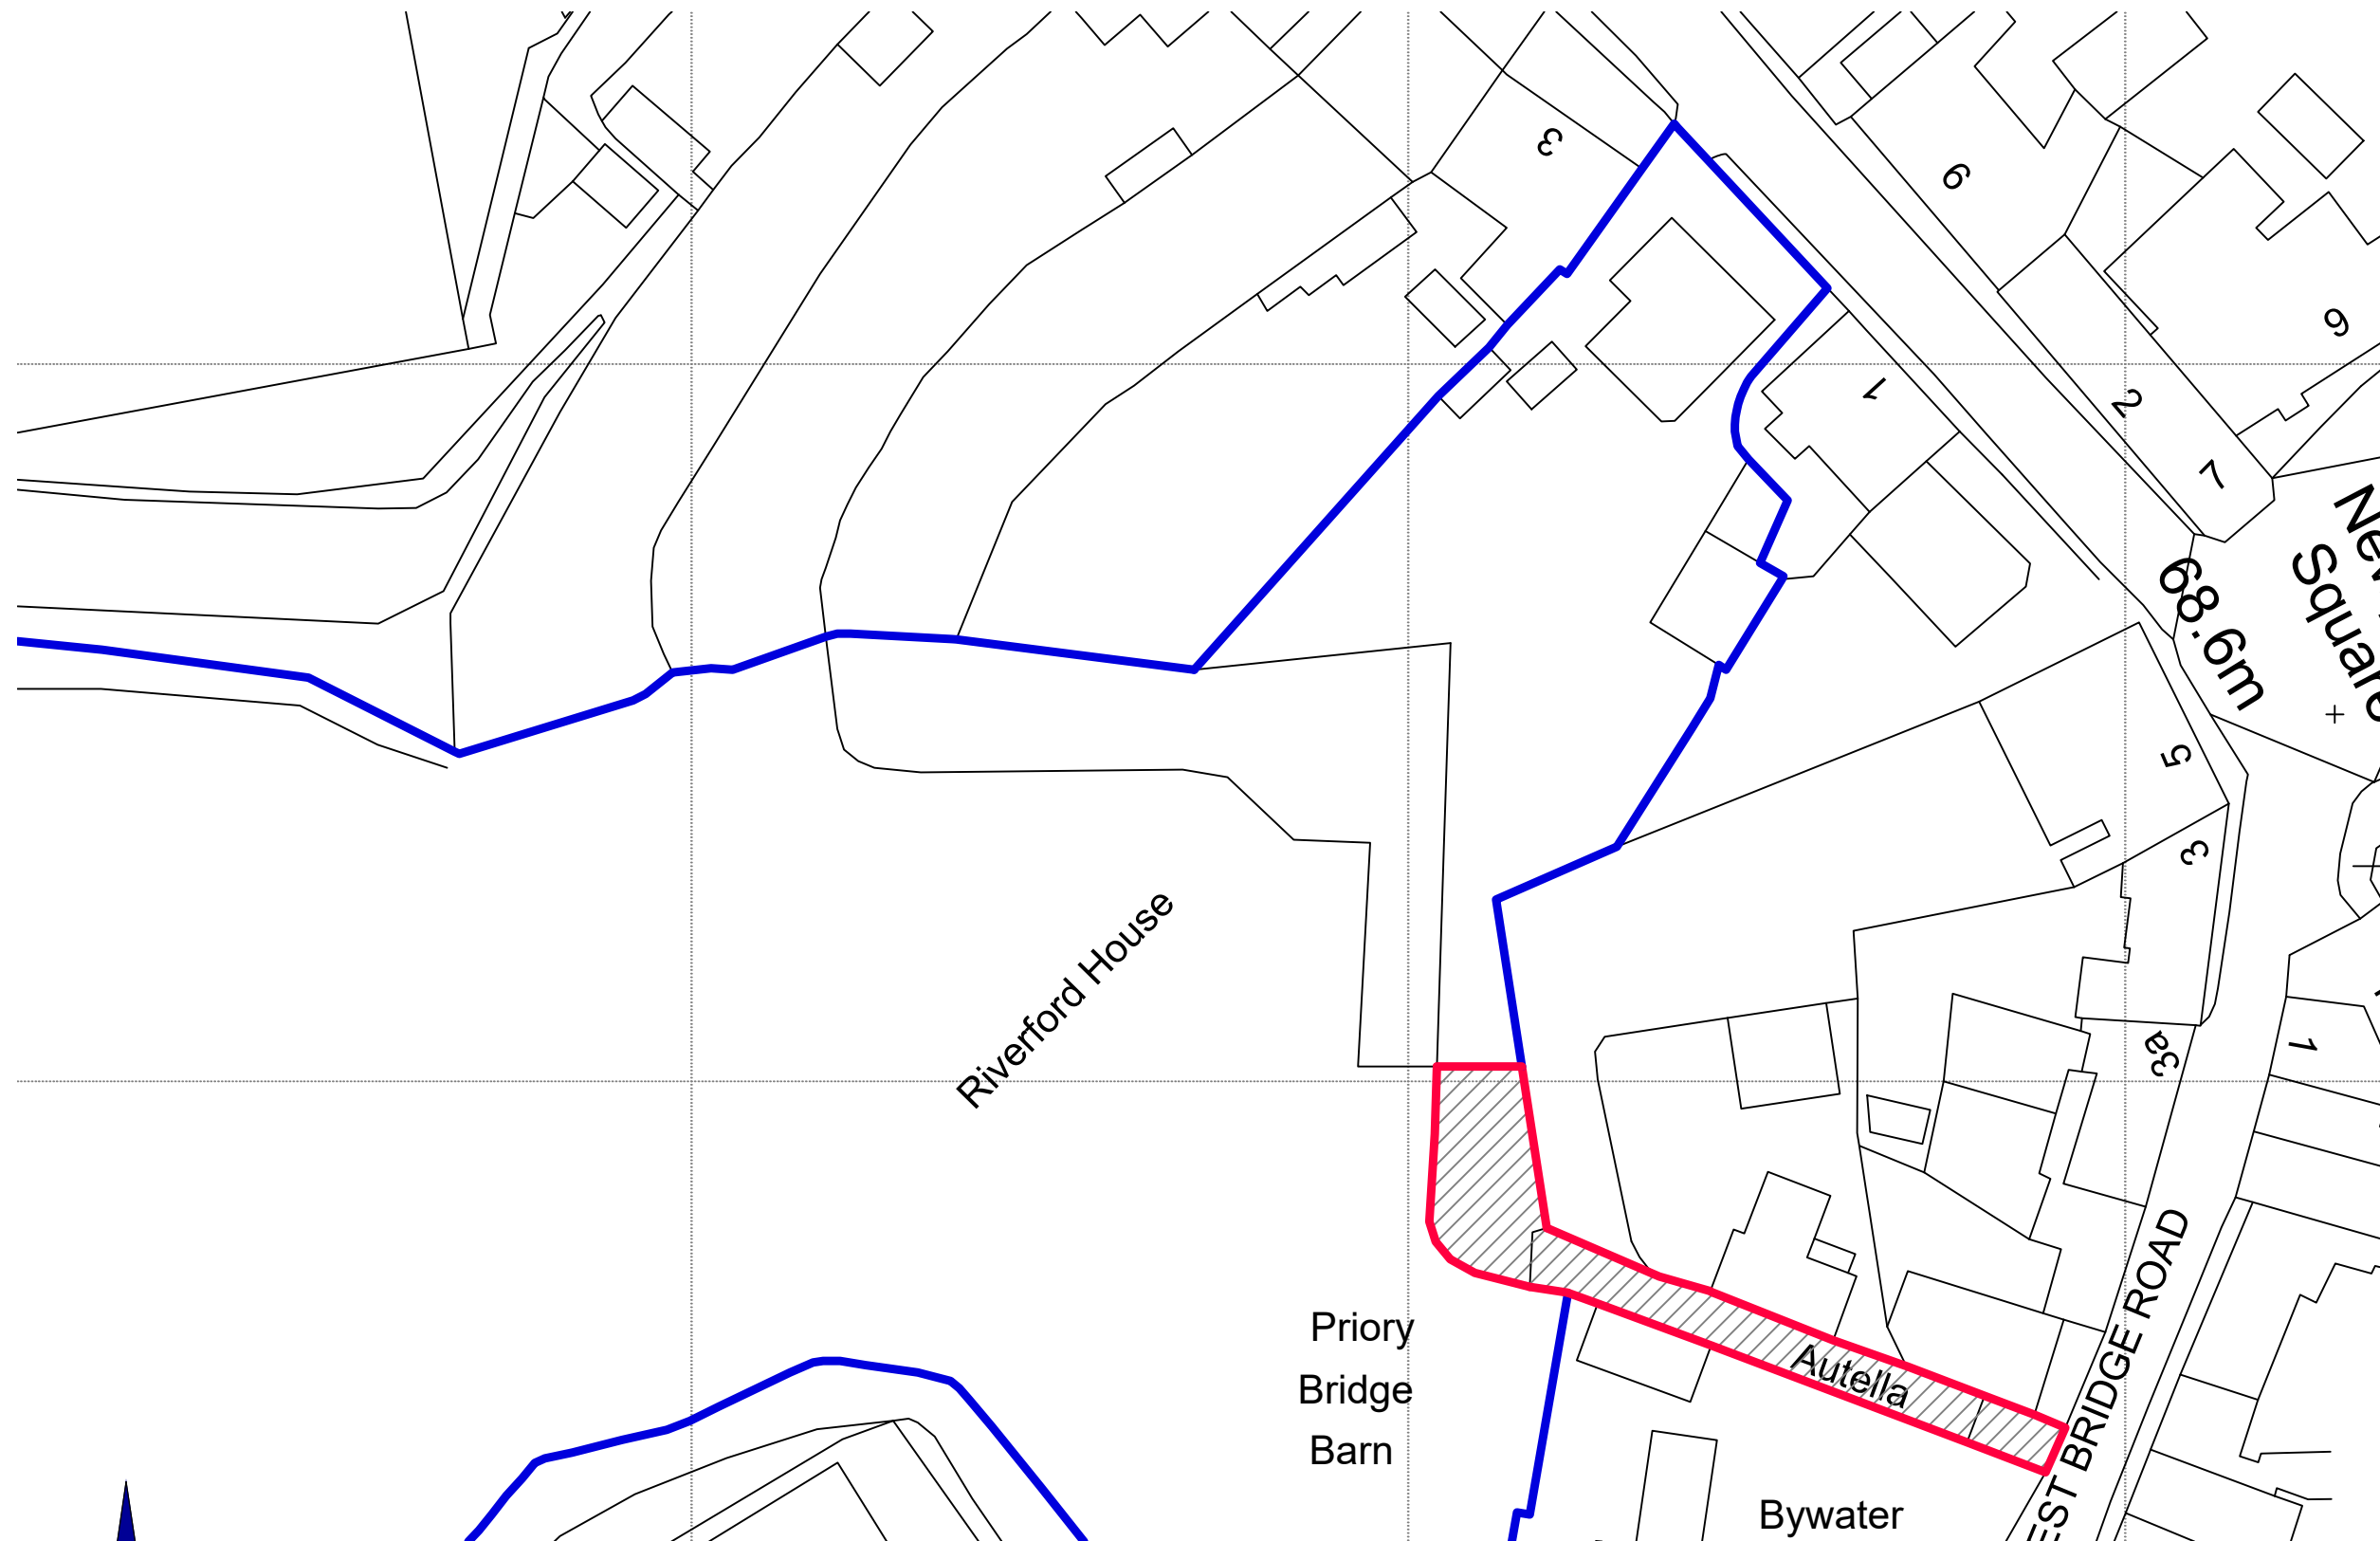 3
9
1
2
6
7
68.6m
Square
5
3
Riverford House
3a
1
Priory
Bridge
Barn
Autella
BRIDGE ROAD
Bywater